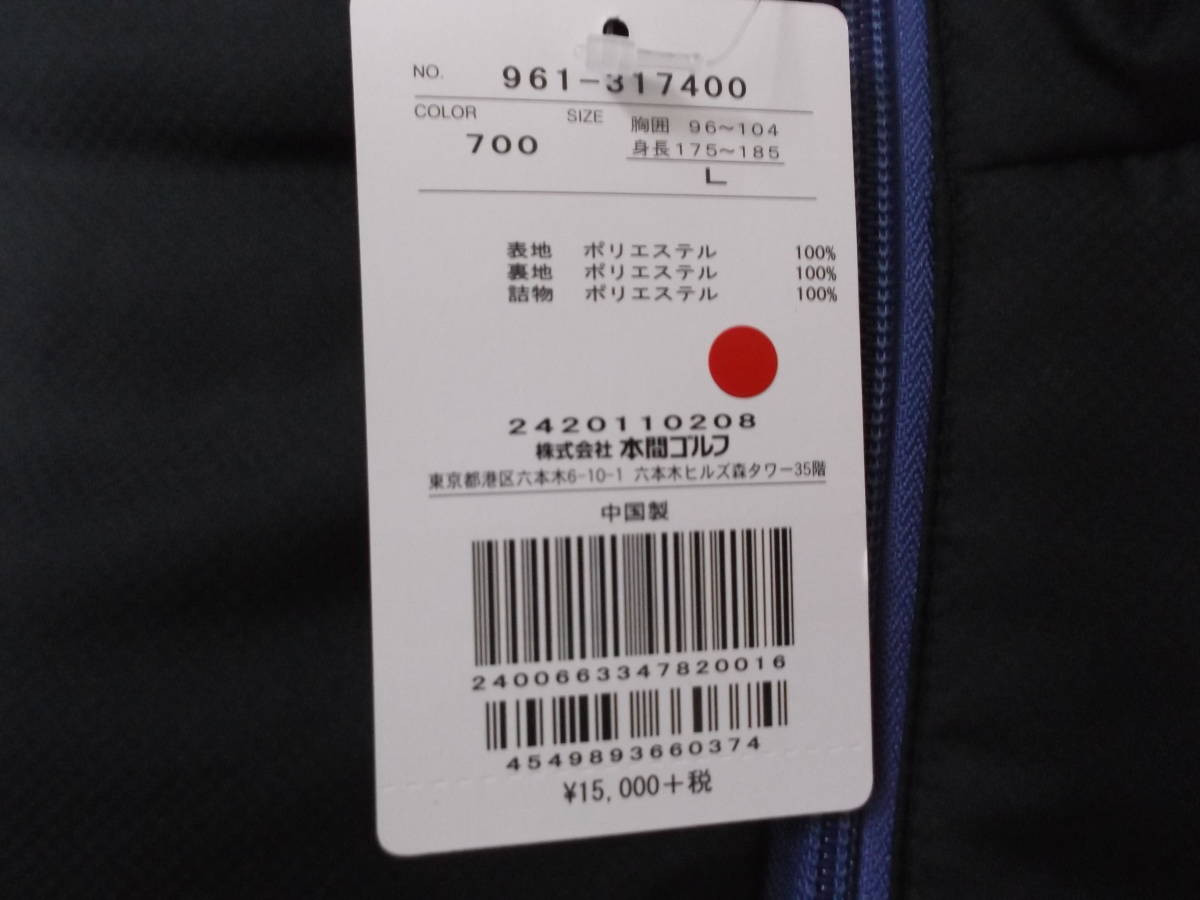 NO. 961-317400
COLOR SIZE 胸囲 96～104
700 身長175～185
L
表地 ポリエステル 100%
裏地 ポリエステル 100%
詰物 ポリエステル 100%
2420110208
株式会社 本間ゴルフ
東京都港区六本木6-10-1 六本木ヒルズ森タワー35階
中国製
2400663347820016
4549893660374
¥15,000+税